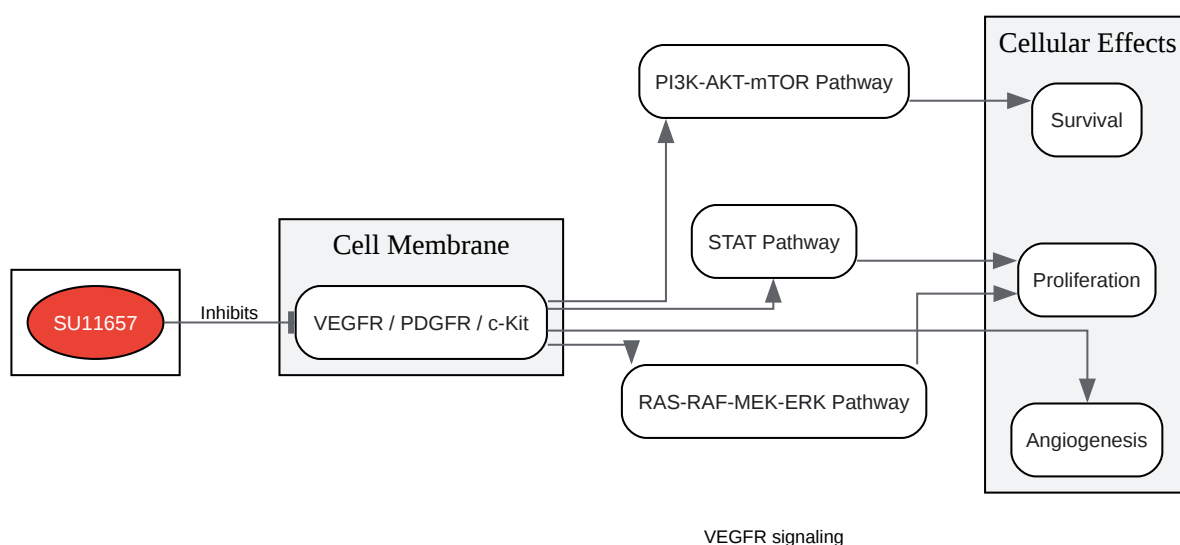 Cellular Effects
PI3K-AKT-mTOR Pathway
Survival
Cell Membrane
STAT Pathway
Proliferation
SU11657
Inhibits
VEGFR / PDGFR / c-Kit
RAS-RAF-MEK-ERK Pathway
Angiogenesis
VEGFR signaling